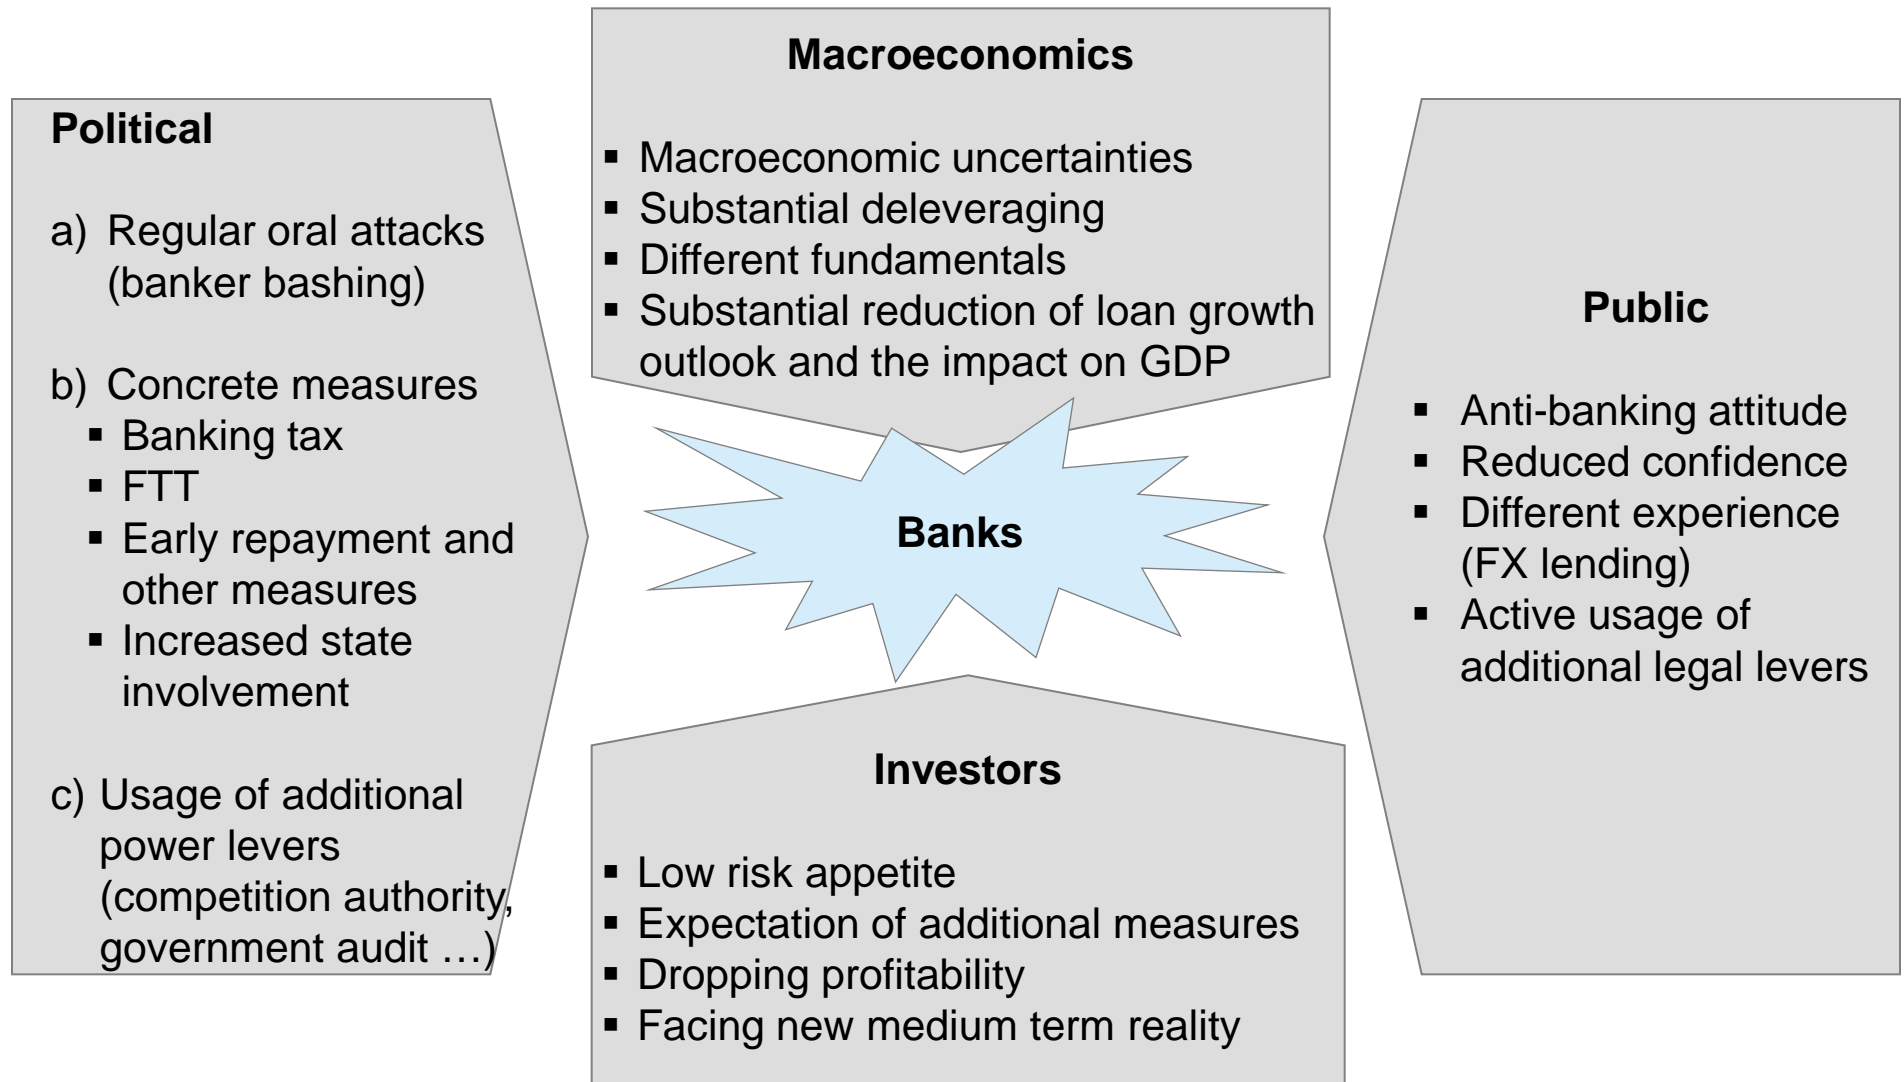 Macroeconomics
▪ Macroeconomic uncertainties
▪ Substantial deleveraging
▪ Different fundamentals
▪ Substantial reduction of loan growth
outlook and the impact on GDP
Political
a) Regular oral attacks
(banker bashing)
b) Concrete measures
▪ Banking tax
▪ FTT
▪ Early repayment and
other measures
▪ Increased state
involvement
c) Usage of additional
power levers
(competition authority,
government audit …)
Banks
Public
▪ Anti-banking attitude
▪ Reduced confidence
▪ Different experience
(FX lending)
▪ Active usage of
additional legal levers
Investors
▪ Low risk appetite
▪ Expectation of additional measures
▪ Dropping profitability
▪ Facing new medium term reality